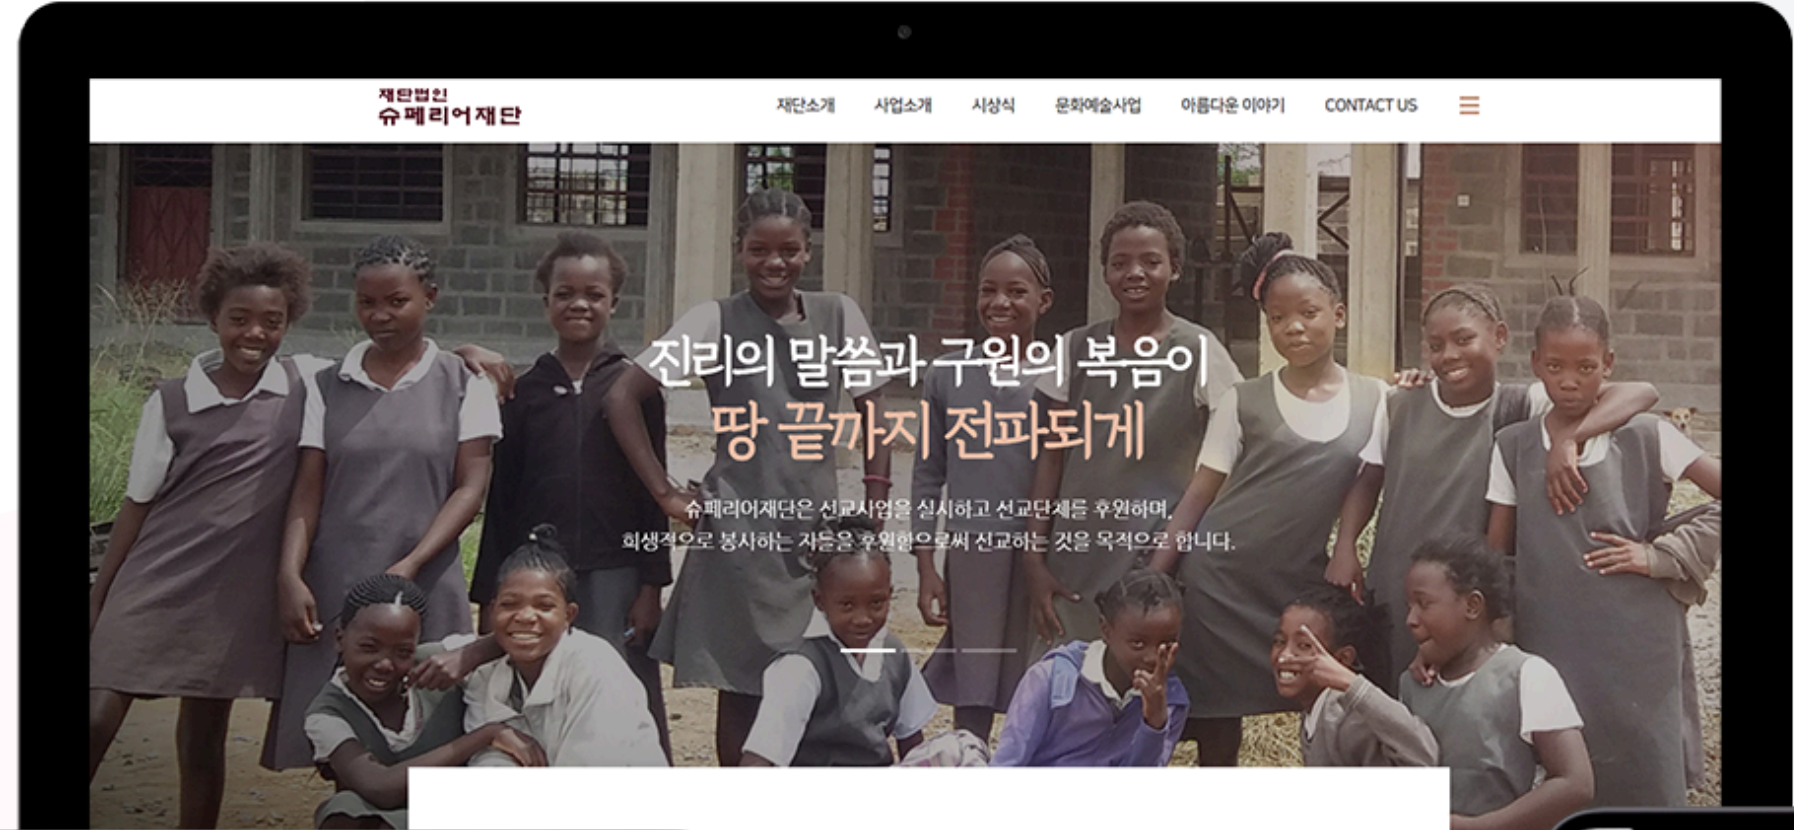 재단법인
슈페리어재단
재단소개 사업소개 시상식 문화예술사업 아름다운 이야기 CONTACT US
진리의 말씀과 구원의 복음이
땅 끝까지 전파되게
슈페리어재단은 선교사업을 실시하고 선교단체를 후원하며,
희생적으로 봉사하는 자들을 후원함으로써 선교하는 것을 목적으로 합니다.